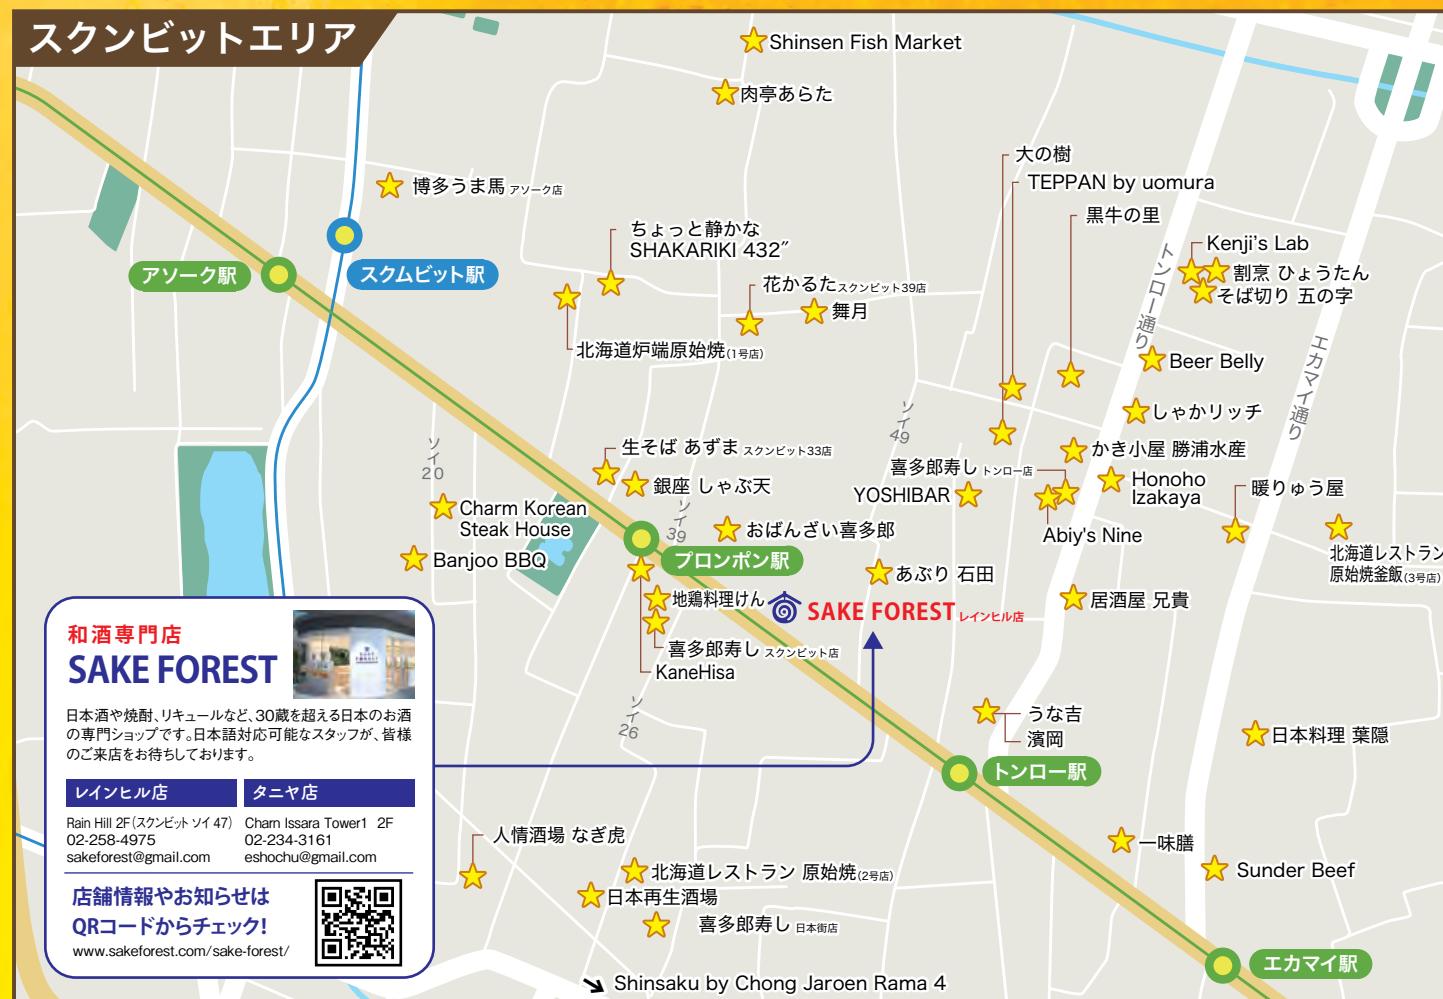 スクンビットエリア
Shinsen Fish Market
肉亭あらた
大の樹
TEPPAN by uomura
黒牛の里
博多うま馬 アソーク店
ちょっと静かな
SHAKARIKI 432″
Kenji's Lab
割烹 ひょうたん
そば切り 五の字
アソーク駅
スクムビット駅
花かるた スクンビット39店
舞月
トンロー通り
エカマイ通り
北海道炉端原始焼 (1号店)
Beer Belly
しゃかリッチ
ソイ49
ソイ20
生そば あずま スクンビット33店
かき小屋 勝浦水産
銀座 しゃぶ天
喜多郎寿し トンロー店
YOSHIBAR
Honoho
Izakaya
暖りゅう屋
Charm Korean
Steak House
ソイ39
おばんざい喜多郎
Abiy's Nine
北海道レストラン
原始焼釜飯(3号店)
Banjoo BBQ
プロンポン駅
あぶり 石田
地鶏料理けん
SAKE FOREST レインヒル店
居酒屋 兄貴
喜多郎寿し スクンビット店
KaneHisa
和酒専門店
SAKE FOREST
日本酒や焼酎、リキュールなど、30蔵を超える日本のお酒
の専門ショップです。日本語対応可能なスタッフが、皆様
のご来店をお待ちしております。
レインヒル店
Rain Hill 2F(スクンビット ソイ 47)
02-258-4975
sakeforest@gmail.com
タニヤ店
Charn Issara Tower1 2F
02-234-3161
eshochu@gmail.com
店舗情報やお知らせは
QRコードからチェック!
www.sakeforest.com/sake-forest/
ソイ26
うな吉
濱岡
日本料理 葉隠
トンロー駅
人情酒場 なぎ虎
一味膳
北海道レストラン 原始焼(2号店)
Sunder Beef
日本再生酒場
喜多郎寿し 日本街店
エカマイ駅
Shinsaku by Chong Jaroen Rama 4